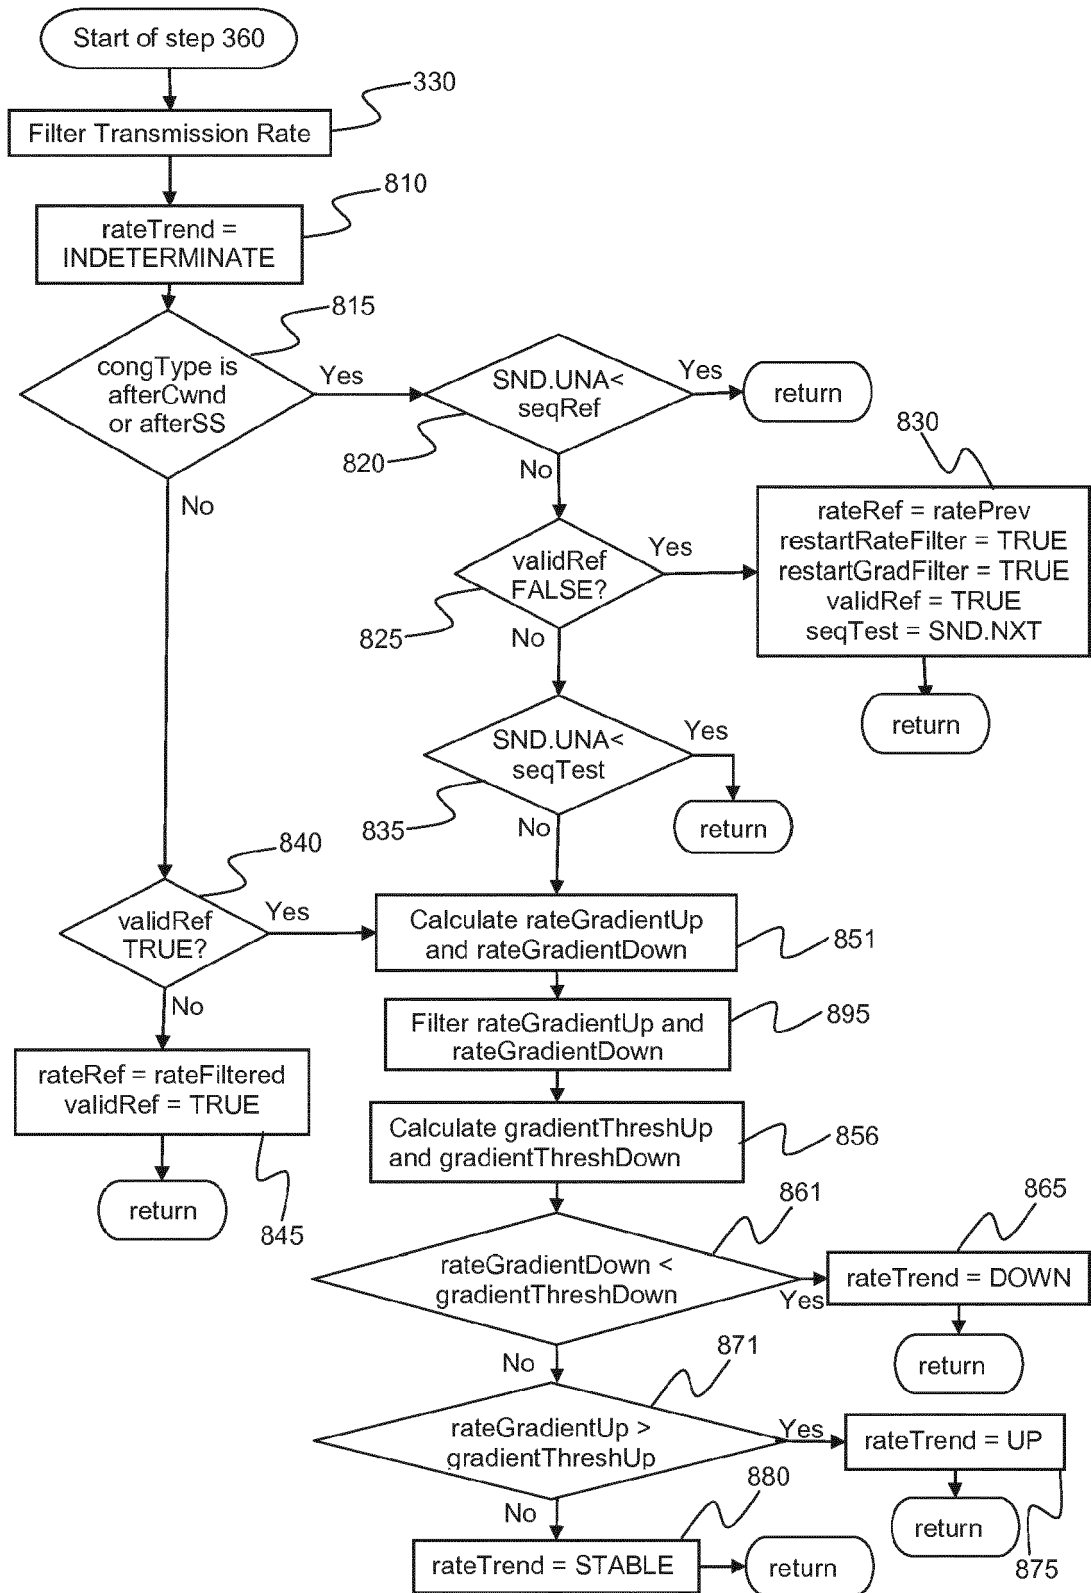 Start of step 360
330
Filter Transmission Rate
810
rateTrend =
INDETERMINATE
815
congType is
afterCwnd
or afterSS
Yes
No
SND.UNA<
seqRef
Yes
return
820
No
830
rateRef = ratePrev
restartRateFilter = TRUE
restartGradFilter = TRUE
validRef = TRUE
seqTest = SND.NXT
return
validRef
FALSE?
Yes
825
No
SND.UNA<
seqTest
Yes
return
835
No
840
validRef
TRUE?
Yes
No
Calculate rateGradientUp
and rateGradientDown
851
Filter rateGradientUp and
rateGradientDown
895
rateRef = rateFiltered
validRef = TRUE
845
return
Calculate gradientThreshUp
and gradientThreshDown
856
861
rateGradientDown <
gradientThreshDown
Yes
865
rateTrend = DOWN
return
No
871
rateGradientUp >
gradientThreshUp
Yes
rateTrend = UP
875
return
No
880
rateTrend = STABLE
return